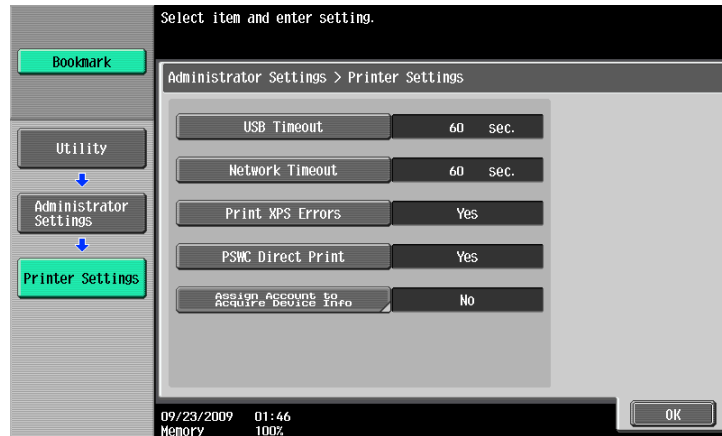 Select item and enter setting.
Bookmark
Administrator Settings > Printer Settings
USB Timeout 60 sec.
Utility
Network Timeout 60 sec.
Administrator
Settings
Print XPS Errors Yes
PSWC Direct Print Yes
Printer Settings
Assign Account to
Acquire Device Info
No
09/23/2009 01:46
Memory 100%
OK